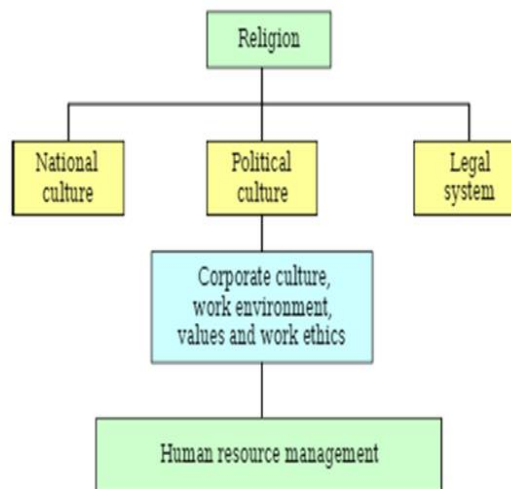 Religion
National
culture
Political
culture
Legal
system
Corporate culture,
work environment,
values and work ethics
Human resource management